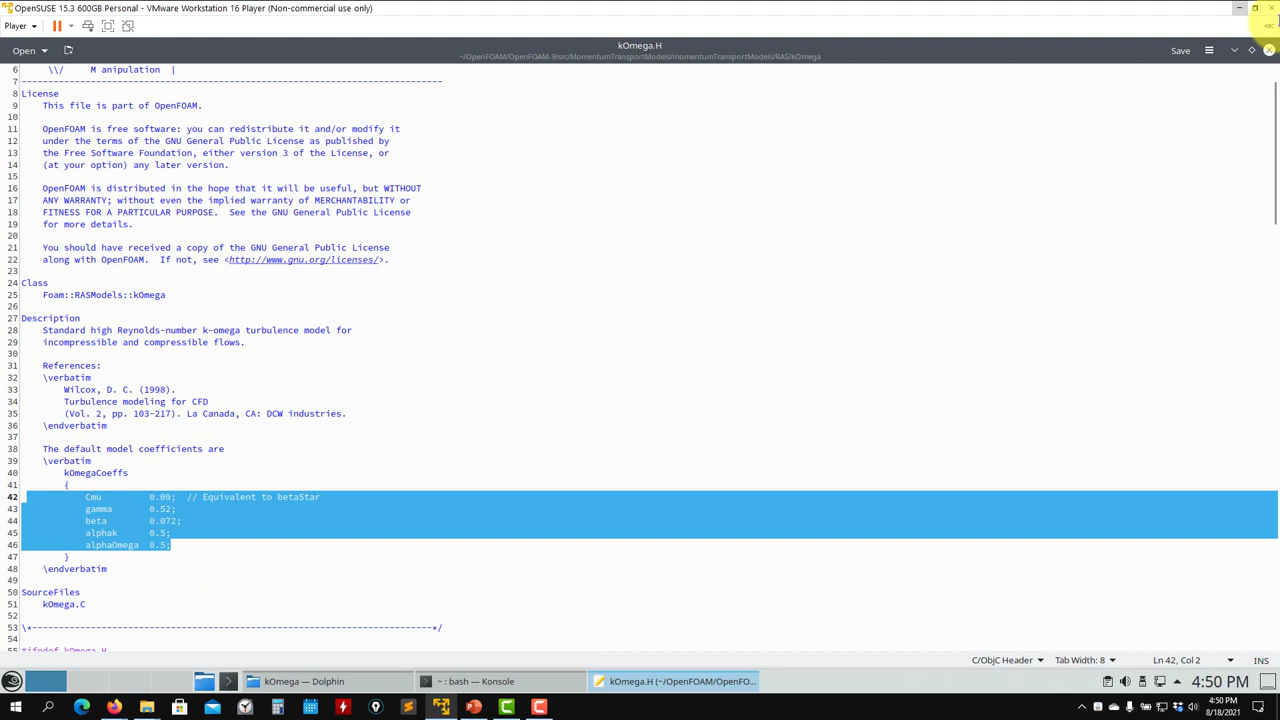 OpenSUSE 15.3 600GB Personal - VMware Workstation 16 Player (Non-commercial use only)
Player
Open
kOmega.H
~/OpenFOAM/OpenFOAM-9/src/MomentumTransportModels/momentumTransportModels/RAS/kOmega
Save
6 \\/ M anipulation |
7 -------------------------------------------------------------------------------
8 License
9 This file is part of OpenFOAM.
10
11 OpenFOAM is free software: you can redistribute it and/or modify it
12 under the terms of the GNU General Public License as published by
13 the Free Software Foundation, either version 3 of the License, or
14 (at your option) any later version.
15
16 OpenFOAM is distributed in the hope that it will be useful, but WITHOUT
17 ANY WARRANTY; without even the implied warranty of MERCHANTABILITY or
18 FITNESS FOR A PARTICULAR PURPOSE.  See the GNU General Public License
19 for more details.
20
21 You should have received a copy of the GNU General Public License
22 along with OpenFOAM.  If not, see <http://www.gnu.org/licenses/>.
23
24 Class
25 Foam::RASModels::kOmega
26
27 Description
28 Standard high Reynolds-number k-omega turbulence model for
29 incompressible and compressible flows.
30
31 References:
32 \verbatim
33 Wilcox, D. C. (1998).
34 Turbulence modeling for CFD
35 (Vol. 2, pp. 103-217). La Canada, CA: DCW industries.
36 \endverbatim
37
38 The default model coefficients are
39 \verbatim
40 kOmegaCoeffs
41 {
42 Cmu 0.09; // Equivalent to betaStar
43 gamma 0.52;
44 beta 0.072;
45 alphak 0.5;
46 alphaOmega 0.5;
47 }
48 \endverbatim
49
50 SourceFiles
51 kOmega.C
52
53 \*---------------------------------------------------------------------------*/
54
55 #ifndef kOmega_H
C/ObjC Header Tab Width: 8 Ln 42, Col 2 INS
kOmega — Dolphin
~ : bash — Konsole
kOmega.H (~/OpenFOAM/OpenFO...
4:50 PM
4:50 PM
8/18/2021